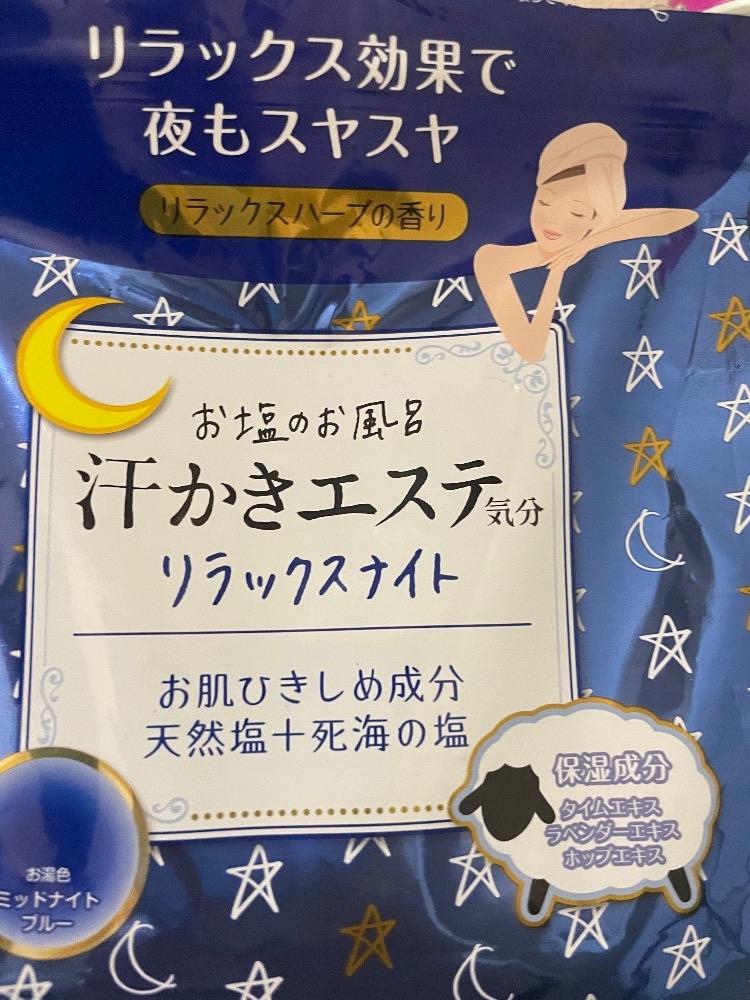 リラックス効果で
夜もスヤスヤ
リラックスハーブの香り
お塩のお風呂
汗かきエステ気分
リラックスナイト
お肌ひきしめ成分
天然塩+死海の塩
保湿成分
タイムエキス
ラベンダーエキス
ホップエキス
お湯色
ミッドナイト
ブルー